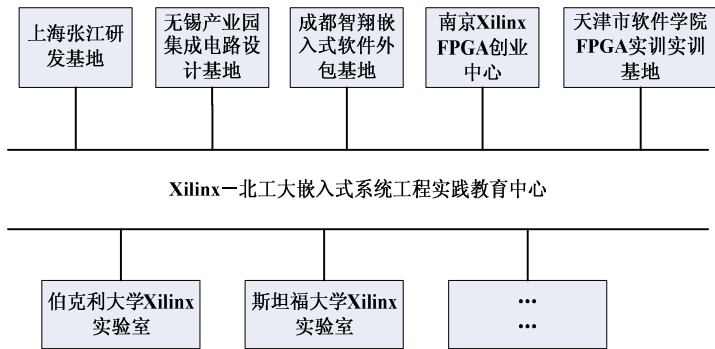 上海张江研
发基地
无锡产业园
集成电路设
计基地
成都智翔嵌
入式软件外
包基地
南京Xilinx
FPGA创业
中心
天津市软件学院
FPGA实训实训
基地
Xilinx－北工大嵌入式系统工程实践教育中心
伯克利大学Xilinx
实验室
斯坦福大学Xilinx
实验室
...
...